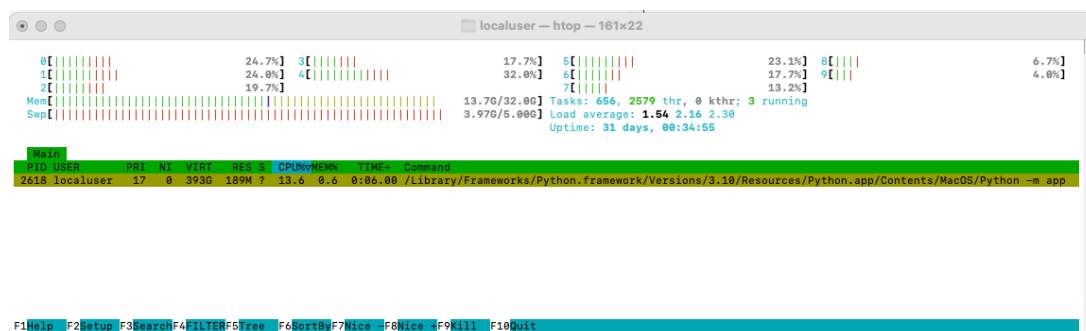 localuser — htop — 161×22
0[||||||||| 24.7%] 3[||||||| 17.7%] 5[||||||||| 23.1%] 8[|||| 6.7%]
1[|||||||||| 24.0%] 4[|||||||||||| 32.0%] 6[||||||| 17.7%] 9[||| 4.0%]
2[|||||||| 19.7%] 7[||||| 13.2%]
Mem[|||||||||||||||||||||||||||||||||||||||||||||||||||||| 13.7G/32.0G] Tasks: 656, 2579 thr, 0 kthr; 3 running
Swp[||||||||||||||||||||||||||||||||||||||||||||||||||||||| 3.97G/5.00G] Load average: 1.54 2.16 2.30
Uptime: 31 days, 00:34:55
Main
PID USER PRI NI VIRT RES S CPU%▽MEM% TIME+ Command
2618 localuser 17 0 393G 189M ? 13.6 0.6 0:06.00 /Library/Frameworks/Python.framework/Versions/3.10/Resources/Python.app/Contents/MacOS/Python -m app
F1Help F2Setup F3SearchF4FILTERF5Tree F6SortByF7Nice -F8Nice +F9Kill F10Quit